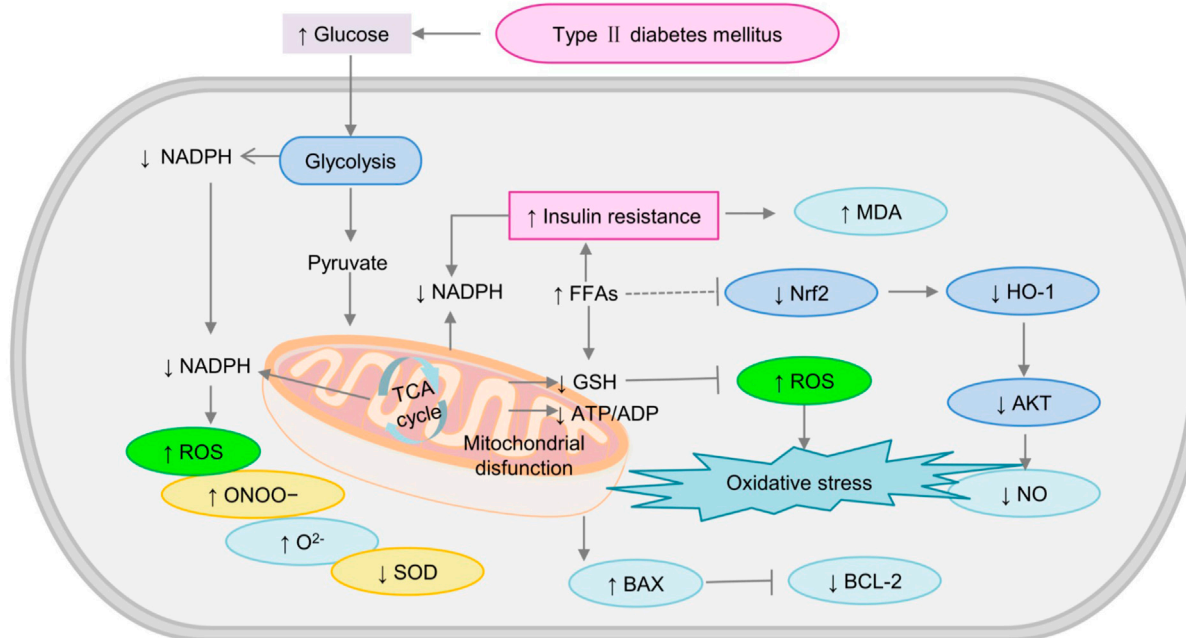 ↑ Glucose
Type Ⅱ diabetes mellitus
↓ NADPH
Glycolysis
↑ Insulin resistance
↑ MDA
Pyruvate
↓ NADPH
↑ FFAs
↓ Nrf2
↓ HO-1
↓ NADPH
TCA
cycle
↓ GSH
↑ ROS
↓ ATP/ADP
↓ AKT
Mitochondrial
disfunction
↑ ROS
Oxidative stress
↑ ONOO−
↓ NO
↑ O²⁻
↓ SOD
↑ BAX
↓ BCL-2